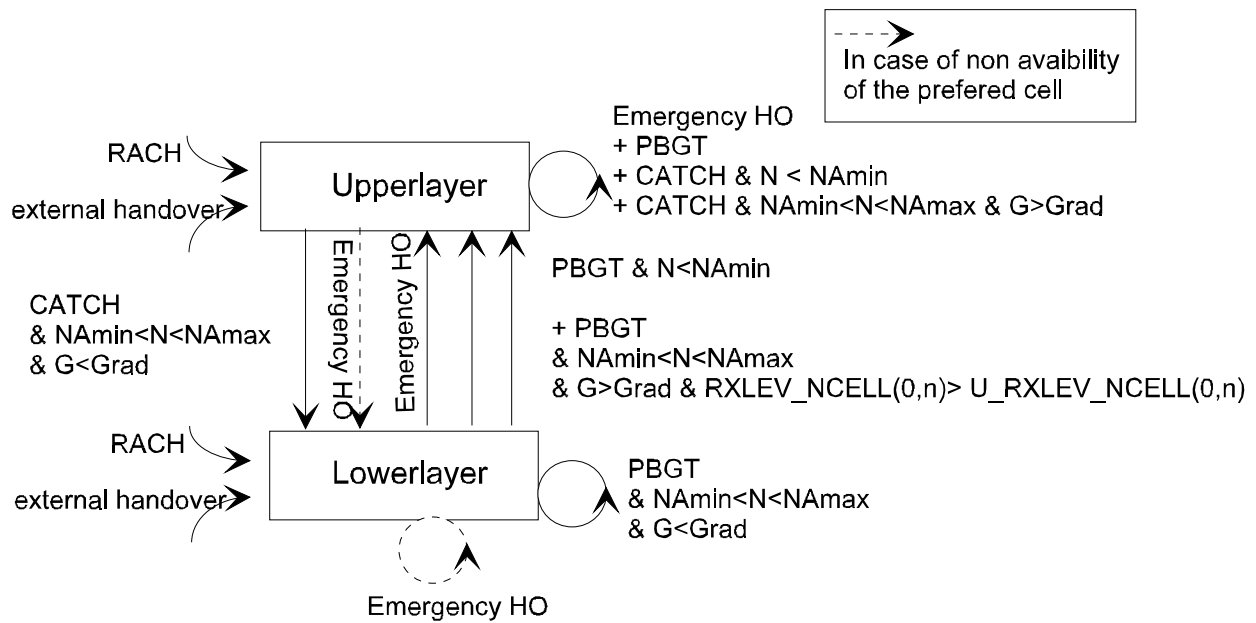 In case of non avaibility
of the prefered cell
Emergency HO
+ PBGT
+ CATCH & N < NAmin
+ CATCH & NAmin<N<NAmax & G>Grad
RACH
Upperlayer
external handover
Emergency HO
Emergency HO
PBGT & N<NAmin
CATCH
& NAmin<N<NAmax
& G<Grad
+ PBGT
& NAmin<N<NAmax
& G>Grad & RXLEV_NCELL(0,n)> U_RXLEV_NCELL(0,n)
RACH
Lowerlayer
external handover
PBGT
& NAmin<N<NAmax
& G<Grad
Emergency HO